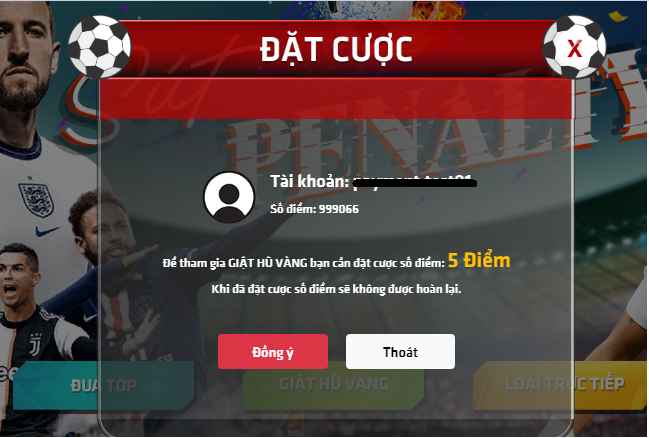 ĐẶT CƯỢC
X
Sút
PENALTY
Tài khoản:
Số điểm: 999066
Để tham gia GIẬT HŨ VÀNG bạn cần đặt cược số điểm: 5 Điểm
Khi đã đặt cược số điểm sẽ không được hoàn lại.
Đồng ý
Thoát
ĐUA TOP
GIẬT HŨ VÀNG
LOẠI TRỰC TIẾP